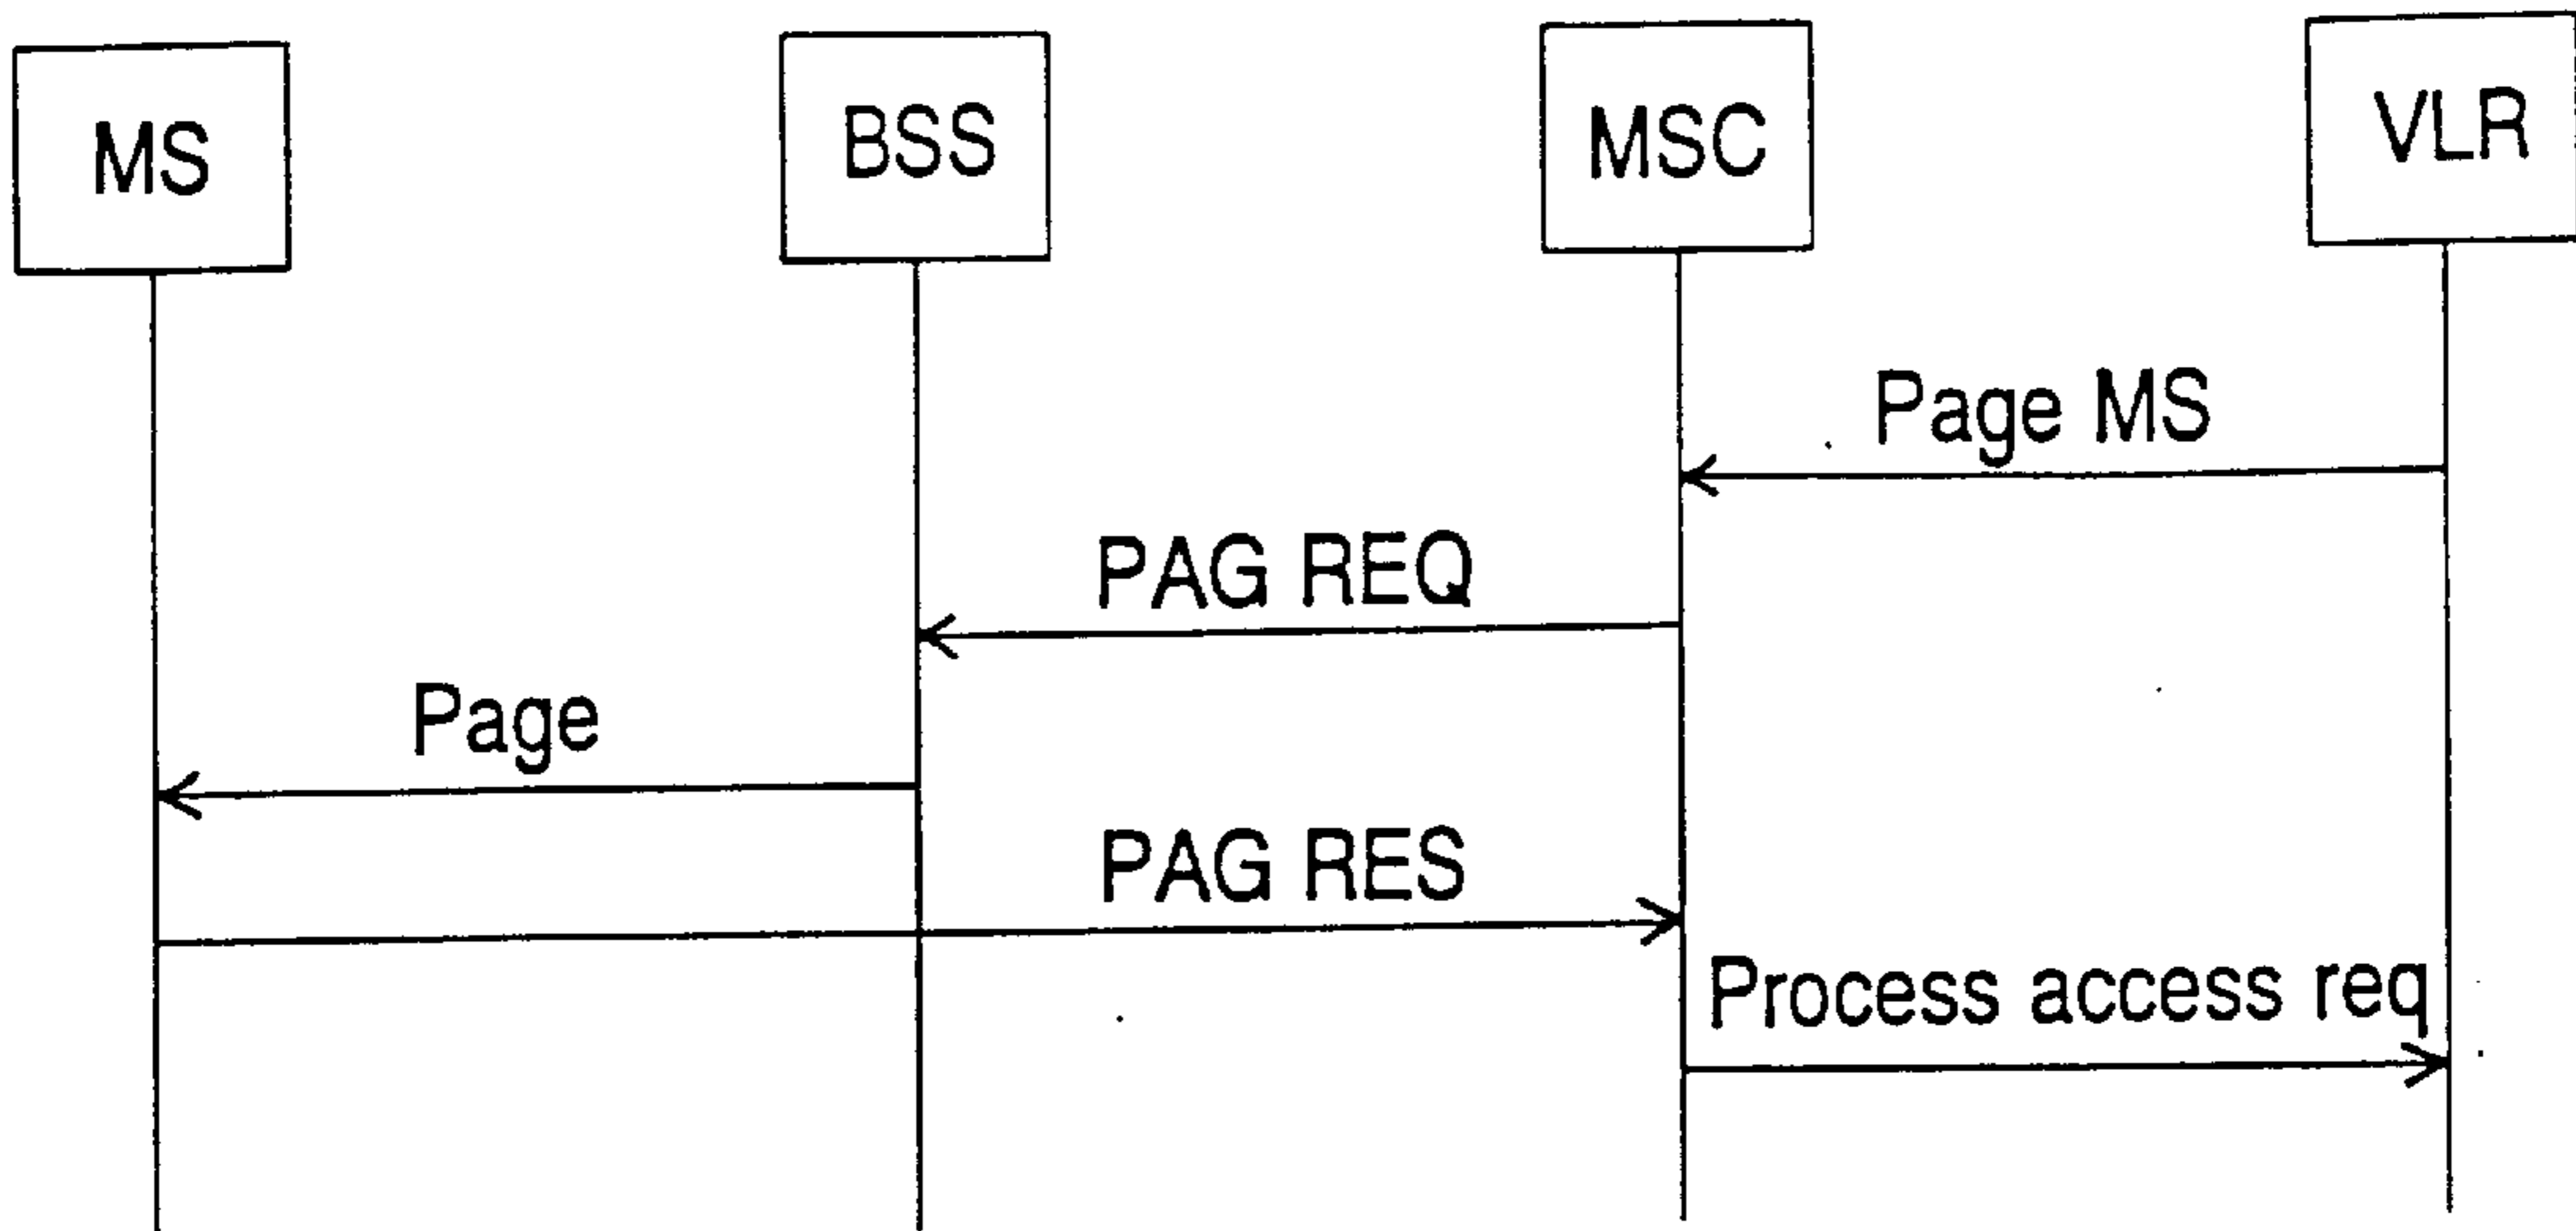 MS
BSS
MSC
VLR
Page MS
PAG REQ
Page
PAG RES
Process access req